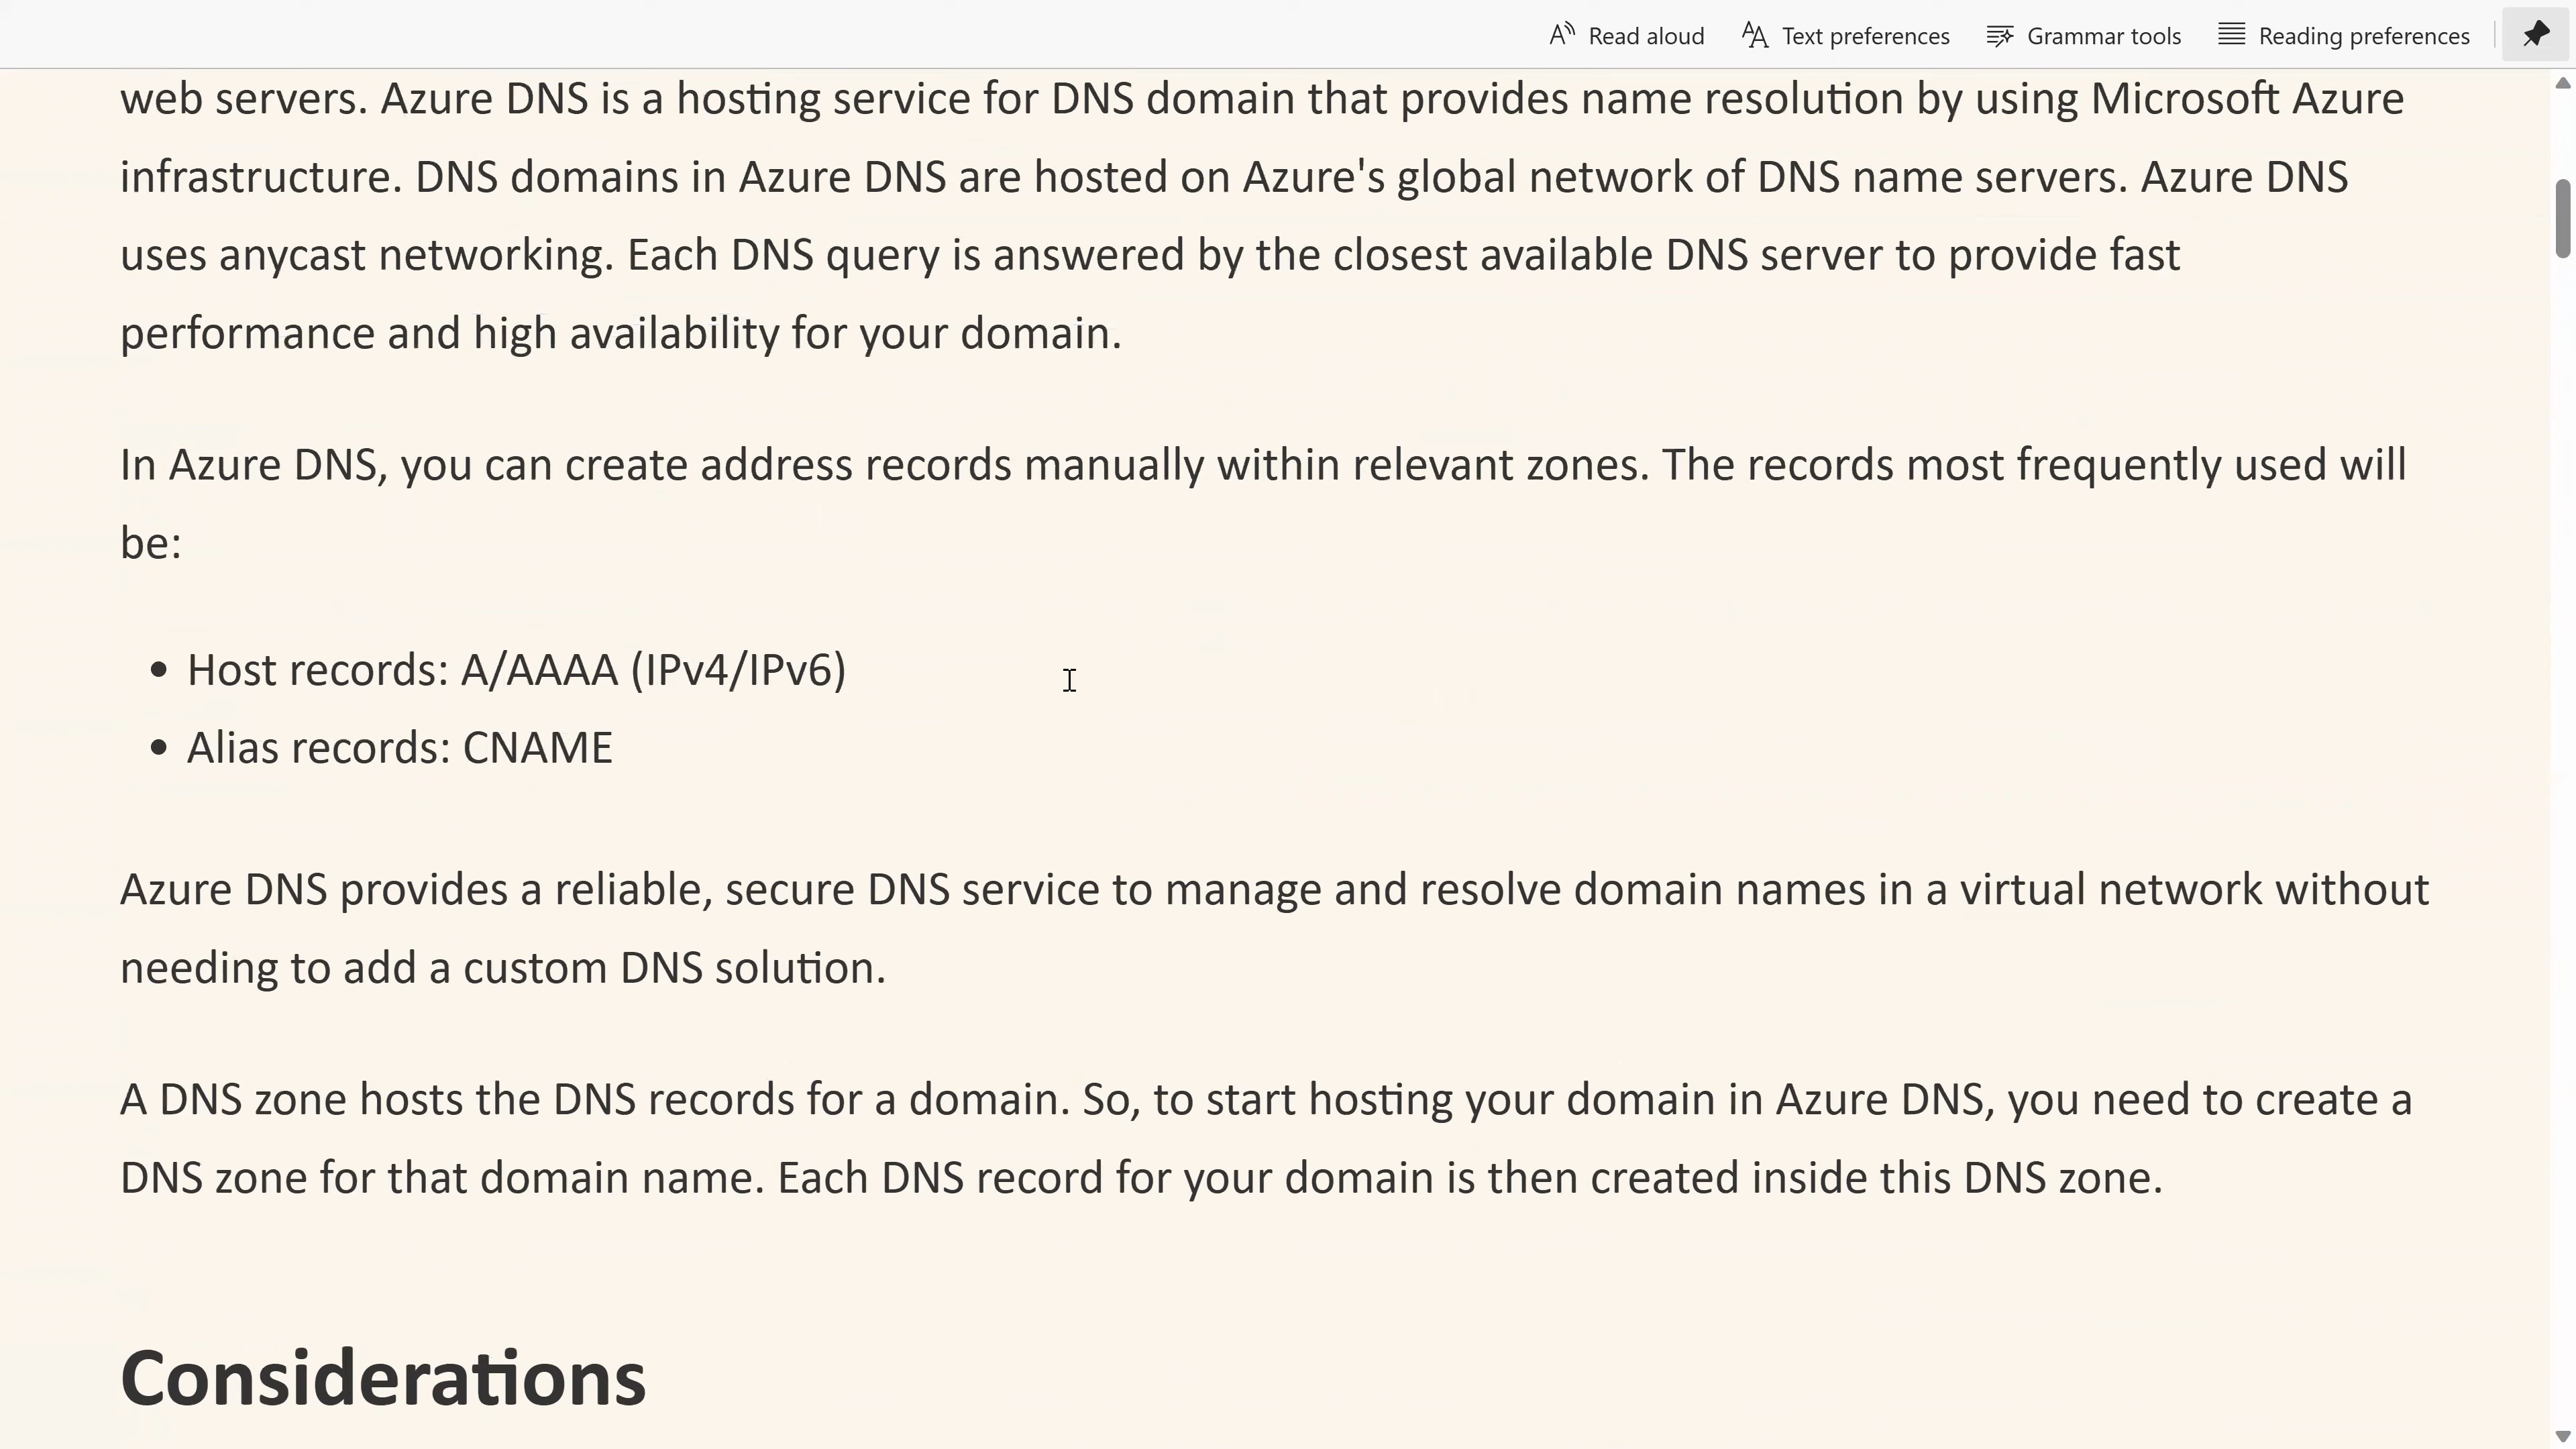 Read aloud Text preferences Grammar tools Reading preferences
web servers. Azure DNS is a hosting service for DNS domain that provides name resolution by using Microsoft Azure
infrastructure. DNS domains in Azure DNS are hosted on Azure's global network of DNS name servers. Azure DNS
uses anycast networking. Each DNS query is answered by the closest available DNS server to provide fast
performance and high availability for your domain.
In Azure DNS, you can create address records manually within relevant zones. The records most frequently used will
be:
• Host records: A/AAAA (IPv4/IPv6)
• Alias records: CNAME
Azure DNS provides a reliable, secure DNS service to manage and resolve domain names in a virtual network without
needing to add a custom DNS solution.
A DNS zone hosts the DNS records for a domain. So, to start hosting your domain in Azure DNS, you need to create a
DNS zone for that domain name. Each DNS record for your domain is then created inside this DNS zone.
Considerations